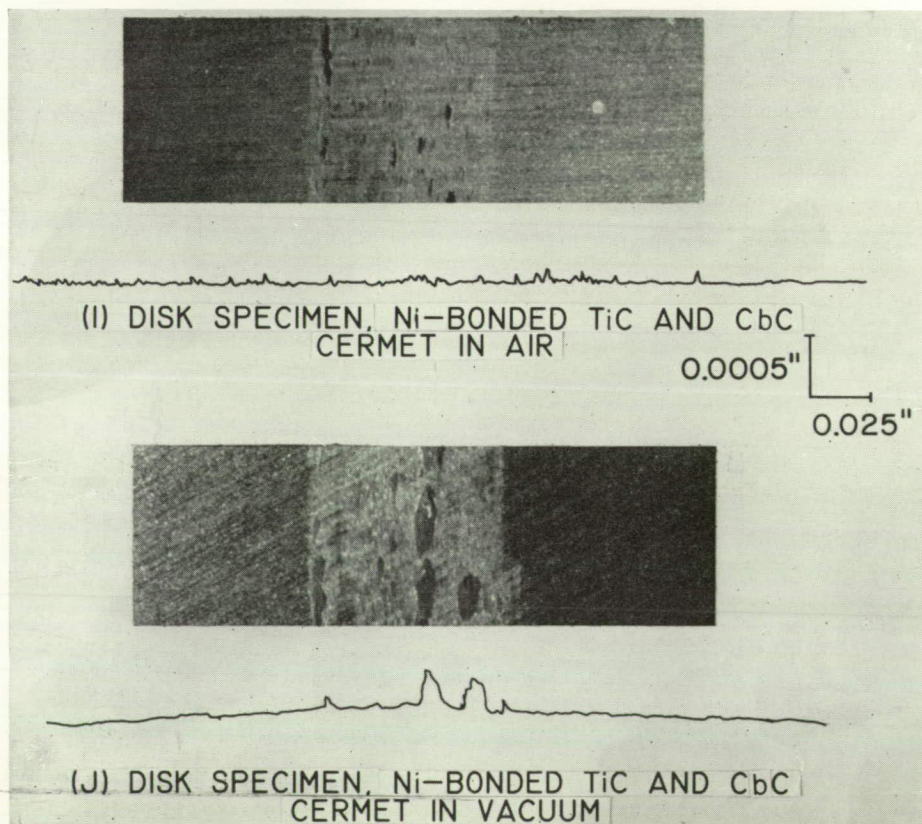 (I) DISK SPECIMEN, Ni-BONDED TiC AND CbC
CERMET IN AIR
0.0005"
0.025"
(J) DISK SPECIMEN, Ni-BONDED TiC AND CbC
CERMET IN VACUUM